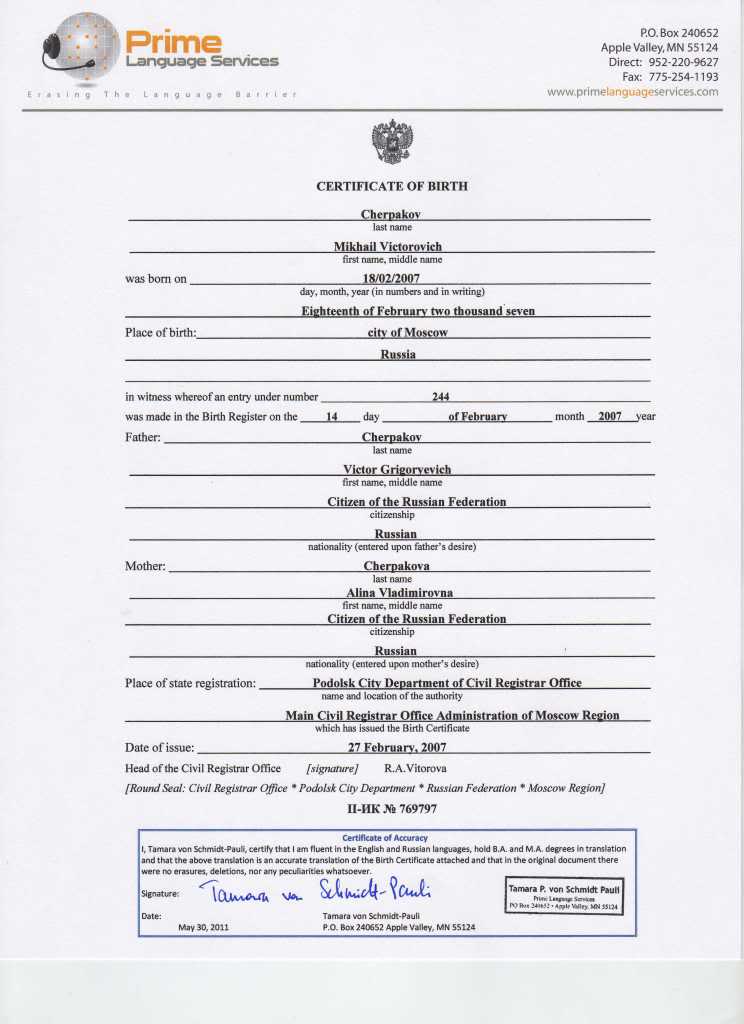 Prime
Language Services
Erasing The Language Barrier
P.O. Box 240652
Apple Valley, MN 55124
Direct: 952-220-9627
Fax: 775-254-1193
www.primelanguageservices.com
CERTIFICATE OF BIRTH
Cherpakov
last name
Mikhail Victorovich
first name, middle name
was born on 18/02/2007
day, month, year (in numbers and in writing)
Eighteenth of February two thousand seven
Place of birth: city of Moscow
Russia
in witness whereof an entry under number 244
was made in the Birth Register on the 14 day of February month 2007 year
Father: Cherpakov
last name
Victor Grigoryevich
first name, middle name
Citizen of the Russian Federation
citizenship
Russian
nationality (entered upon father's desire)
Mother: Cherpakova
last name
Alina Vladimirovna
first name, middle name
Citizen of the Russian Federation
citizenship
Russian
nationality (entered upon mother's desire)
Place of state registration: Podolsk City Department of Civil Registrar Office
name and location of the authority
Main Civil Registrar Office Administration of Moscow Region
which has issued the Birth Certificate
Date of issue: 27 February, 2007
Head of the Civil Registrar Office [signature] R.A.Vitorova
[Round Seal: Civil Registrar Office * Podolsk City Department * Russian Federation * Moscow Region]
II-ИК № 769797
Certificate of Accuracy
I, Tamara von Schmidt-Pauli, certify that I am fluent in the English and Russian languages, hold B.A. and M.A. degrees in translation
and that the above translation is an accurate translation of the Birth Certificate attached and that in the original document there
were no erasures, deletions, nor any peculiarities whatsoever.
Signature: Tamara von Schmidt-Pauli
Tamara P. von Schmidt Pauli
Prime Language Services
PO Box 240652 • Apple Valley, MN 55124
Date: Tamara von Schmidt-Pauli
May 30, 2011 P.O. Box 240652 Apple Valley, MN 55124